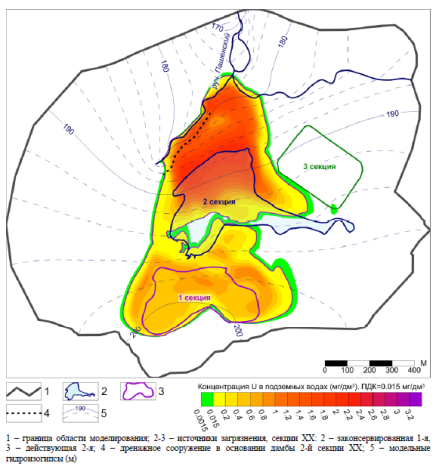 170
180
180
руч. Пашенский
190
190
3 секция
2 секция
1 секция
200
200
0 100 200 300 400 М
1 2 3
4 5
190
Концентрация U в подземных водах (мг/дм³). ПДК=0.015 мг/дм³
0.0015 0.015 0.2 0.4 0.6 0.8 1 1.2 1.4 1.6 1.8 2 2.2 2.4 2.6 2.8 3 3.2
1 – граница области моделирования; 2-3 – источники загрятнения, секции ХХ: 2 – законсервированная 1-я,
3 – действующая 2-я; 4 – дренажное сооружение в основании дамбы 2-й секции ХХ; 5 – модельные
гидроизогипсы (м)